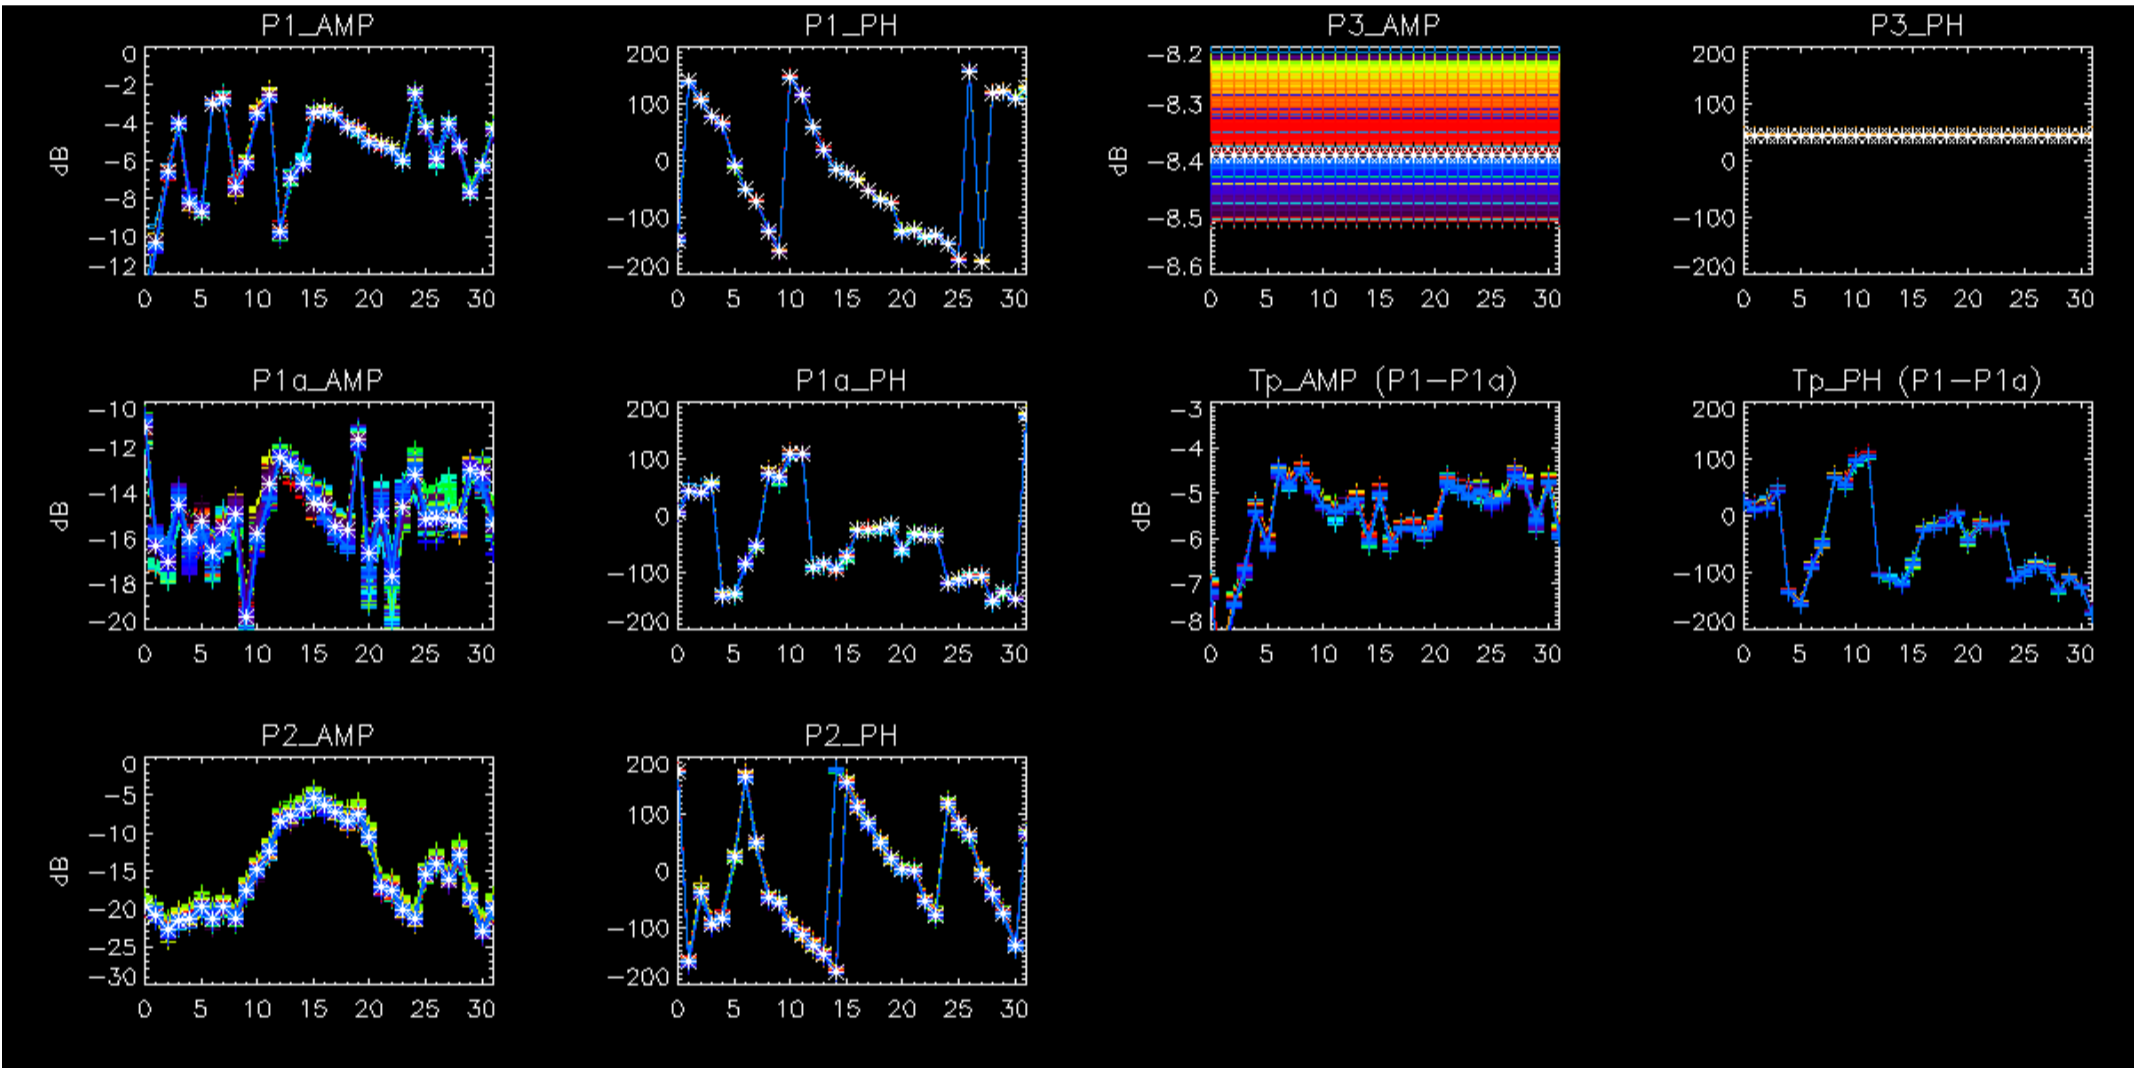 P1_AMP
dB
0
−2
−4
−6
−8
−10
−12
0 5 10 15 20 25 30
P1_PH
200
100
0
−100
−200
0 5 10 15 20 25 30
P3_AMP
dB
−8.2
−8.3
−8.4
−8.5
−8.6
0 5 10 15 20 25 30
P3_PH
200
100
0
−100
−200
0 5 10 15 20 25 30
P1a_AMP
dB
−10
−12
−14
−16
−18
−20
0 5 10 15 20 25 30
P1a_PH
200
100
0
−100
−200
0 5 10 15 20 25 30
Tp_AMP (P1−P1a)
dB
−3
−4
−5
−6
−7
−8
0 5 10 15 20 25 30
Tp_PH (P1−P1a)
200
100
0
−100
−200
0 5 10 15 20 25 30
P2_AMP
dB
0
−5
−10
−15
−20
−25
−30
0 5 10 15 20 25 30
P2_PH
200
100
0
−100
−200
0 5 10 15 20 25 30